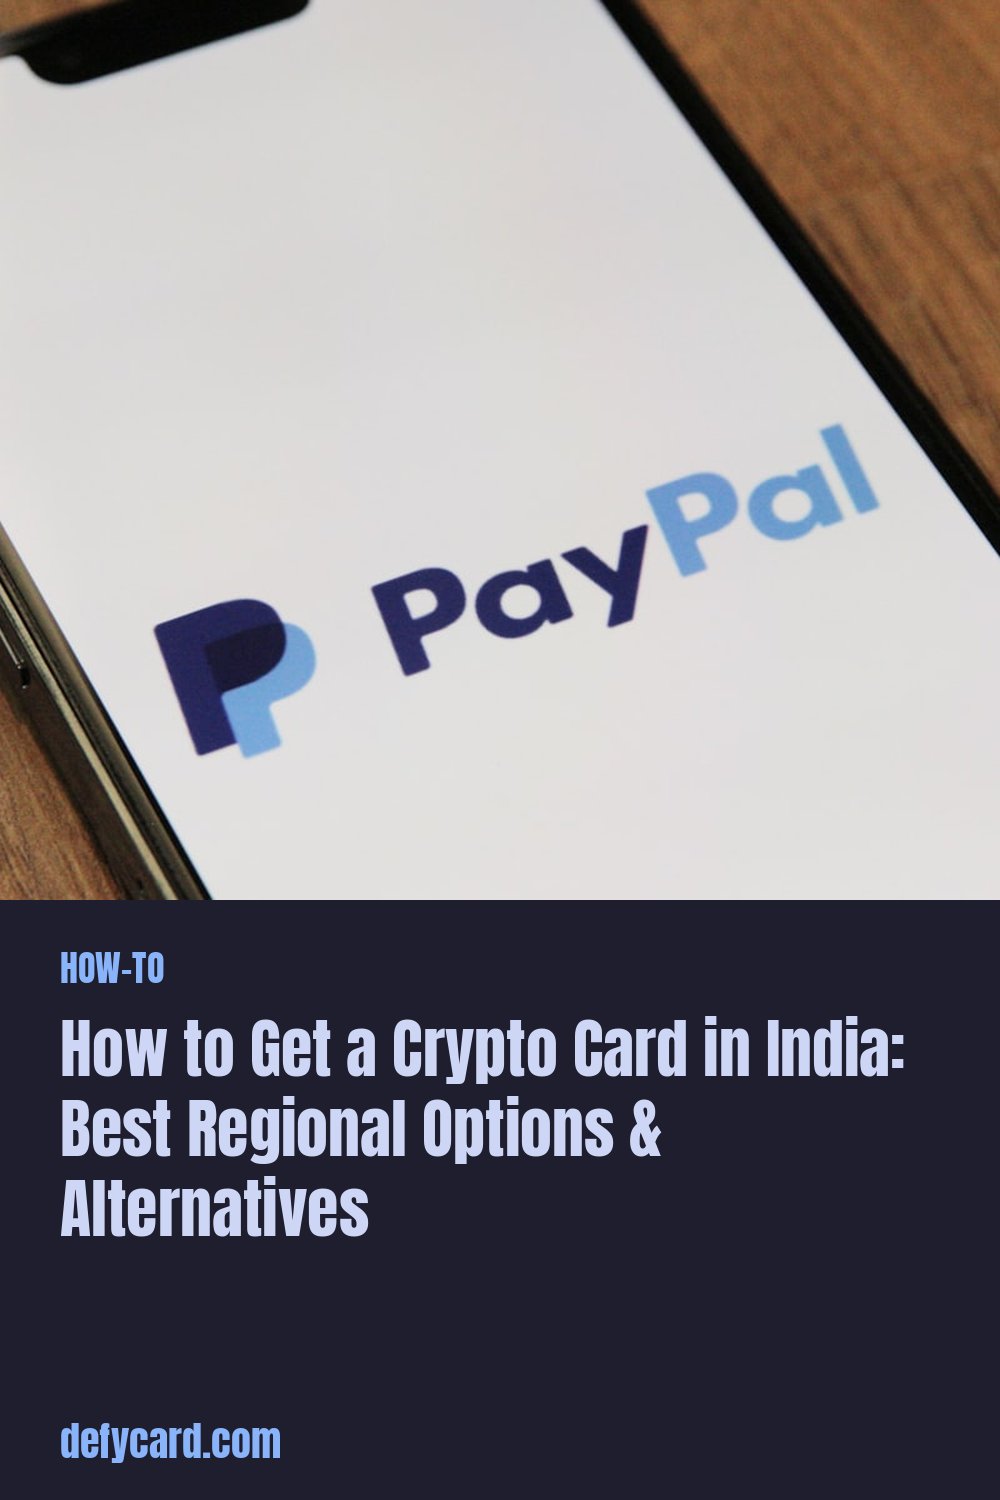 PayPal
HOW-TO
How to Get a Crypto Card in India:
Best Regional Options &
Alternatives
defycard.com